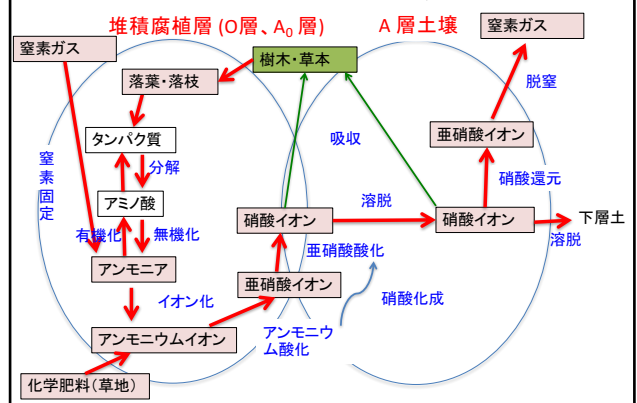 堆積腐植層 (O層、A0 層)
A 層土壌
窒素ガス
窒素ガス
樹木・草本
落葉・落枝
脱窒
タンパク質
吸収
亜硝酸イオン
分解
窒素固定
硝酸還元
アミノ酸
硝酸イオン
溶脱
硝酸イオン
下層土
有機化
無機化
溶脱
亜硝酸酸化
アンモニア
亜硝酸イオン
イオン化
硝酸化成
アンモニウ
ム酸化
アンモニウムイオン
化学肥料(草地)